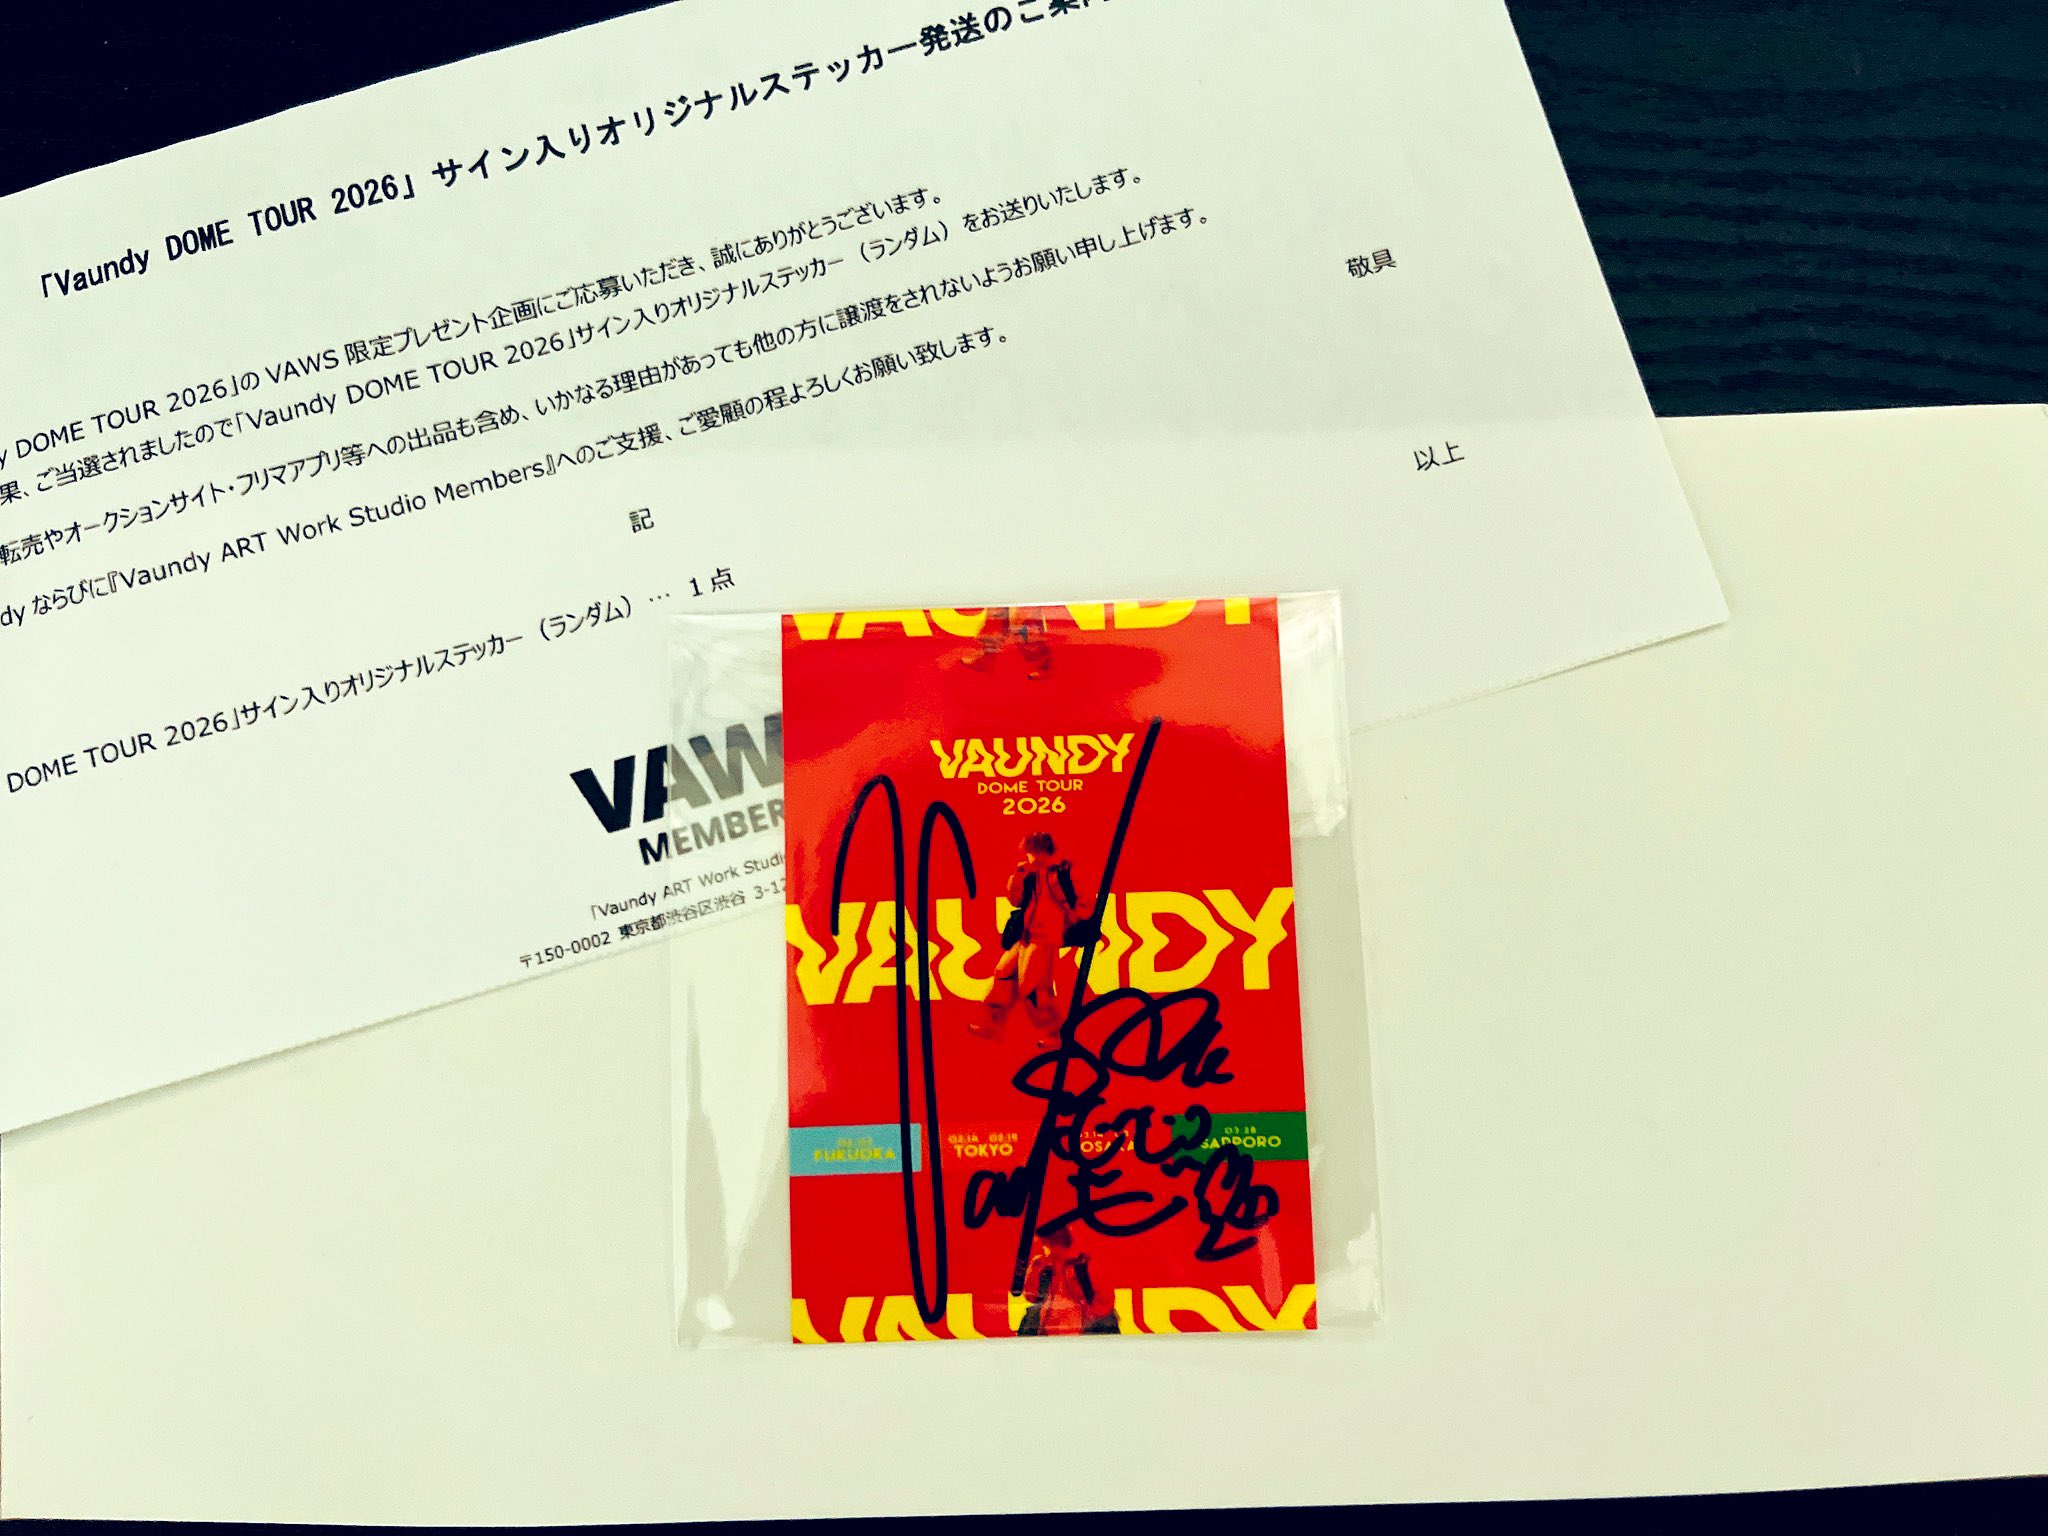 「Vaundy DOME TOUR 2026」サイン入りオリジナルステッカー発送のご案内
y DOME TOUR 2026」のVAWS限定プレゼント企画にご応募いただき、誠にありがとうございます。
果、ご当選されましたので「Vaundy DOME TOUR 2026」サイン入りオリジナルステッカー（ランダム）をお送りいたします。
転売やオークションサイト・フリマアプリ等への出品も含め、いかなる理由があっても他の方に譲渡をされないようお願い申し上げます。
dyならびに『Vaundy ART Work Studio Members』へのご支援、ご愛顧の程よろしくお願い致します。
敬具
記
DOME TOUR 2026」サイン入りオリジナルステッカー（ランダム）… 1点
以上
VAW
MEMBER
「Vaundy ART Work Studi
〒150-0002 東京都渋谷区渋谷 3-12
VAUNDY
VAUNDY
DOME TOUR
2026
VAUNDY
FUKUOKA
TOKYO
OSAKA
SAPPORO
VAUNDY